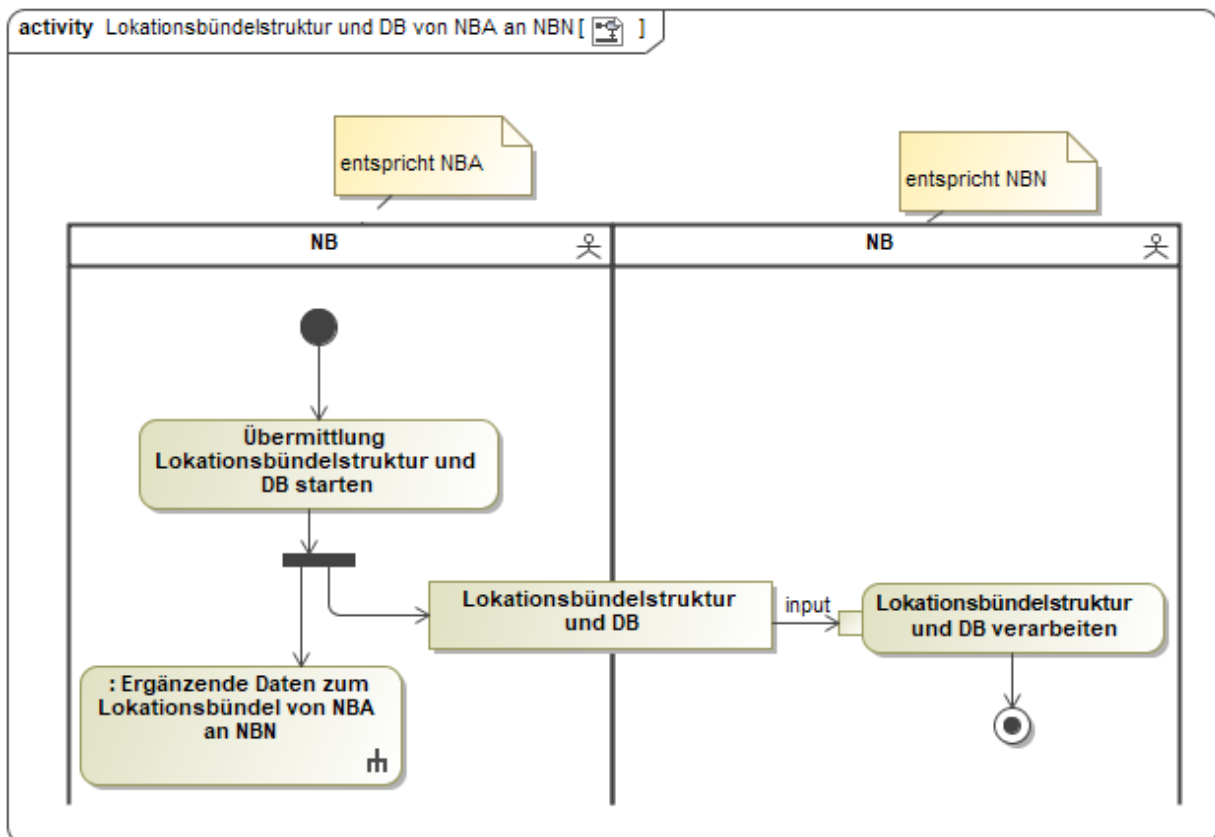 activity Lokationsbündelstruktur und DB von NBA an NBN [ ]
entspricht NBA
entspricht NBN
NB
NB
Übermittlung
Lokationsbündelstruktur und
DB starten
Lokationsbündelstruktur
und DB
input
Lokationsbündelstruktur
und DB verarbeiten
: Ergänzende Daten zum
Lokationsbündel von NBA
an NBN